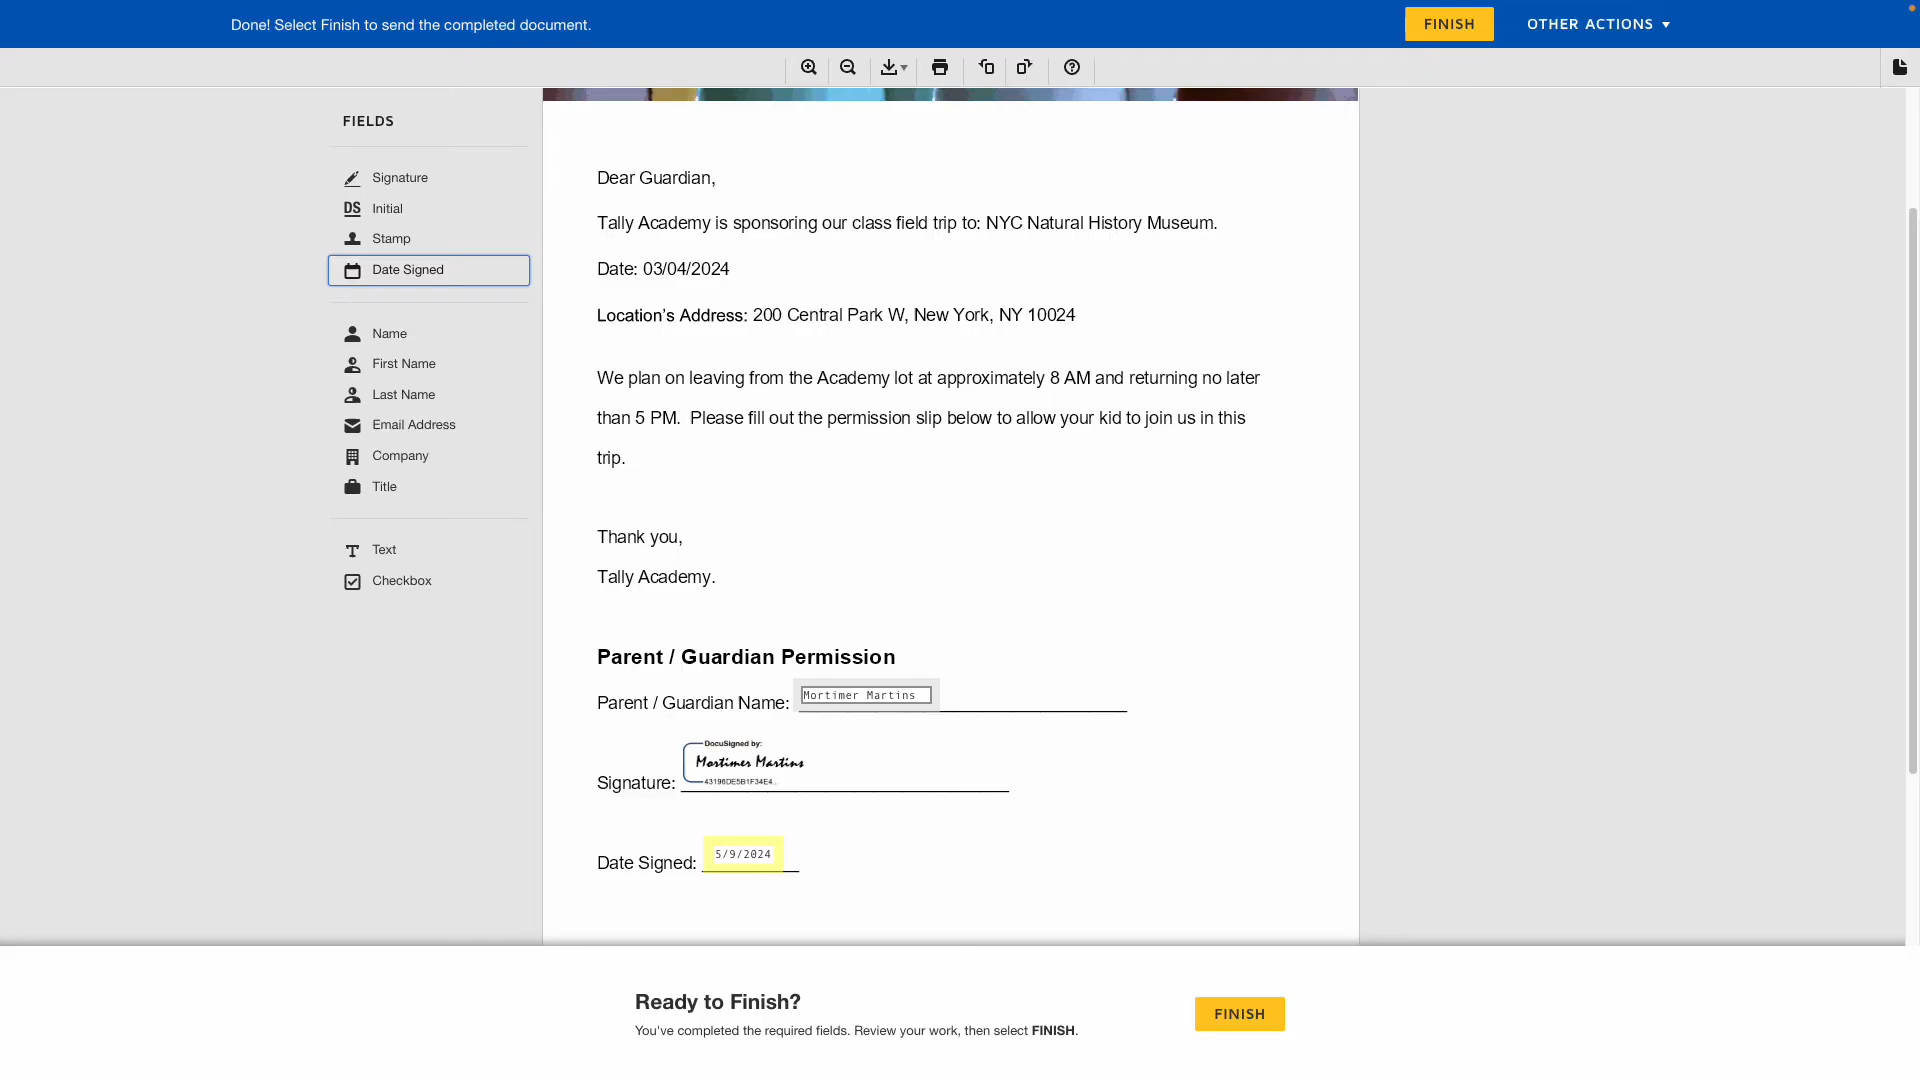 Done! Select Finish to send the completed document.
FINISH
OTHER ACTIONS
FIELDS
Signature
DS Initial
Stamp
Date Signed
Name
First Name
Last Name
Email Address
Company
Title
Text
Checkbox
Dear Guardian,
Tally Academy is sponsoring our class field trip to: NYC Natural History Museum.
Date: 03/04/2024
Location's Address: 200 Central Park W, New York, NY 10024
We plan on leaving from the Academy lot at approximately 8 AM and returning no later
than 5 PM.  Please fill out the permission slip below to allow your kid to join us in this
trip.
Thank you,
Tally Academy.
Parent / Guardian Permission
Parent / Guardian Name: Mortimer Martins
DocuSigned by:
Mortimer Martins
43196DE5B1F34E4...
Signature:
Date Signed: 5/9/2024
Ready to Finish?
You've completed the required fields. Review your work, then select FINISH.
FINISH